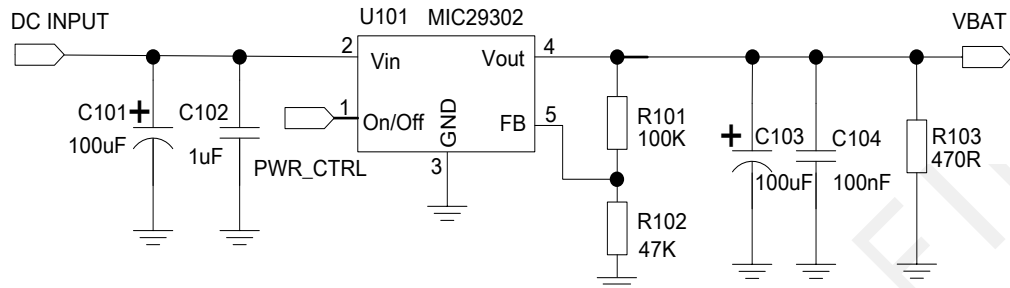 DC INPUT
U101 MIC29302
VBAT
2
4
Vin
Vout
C101
+
100uF
C102
1uF
1
On/Off
GND
FB
5
PWR_CTRL
3
R101
100K
R102
47K
+
C103
100uF
C104
100nF
R103
470R